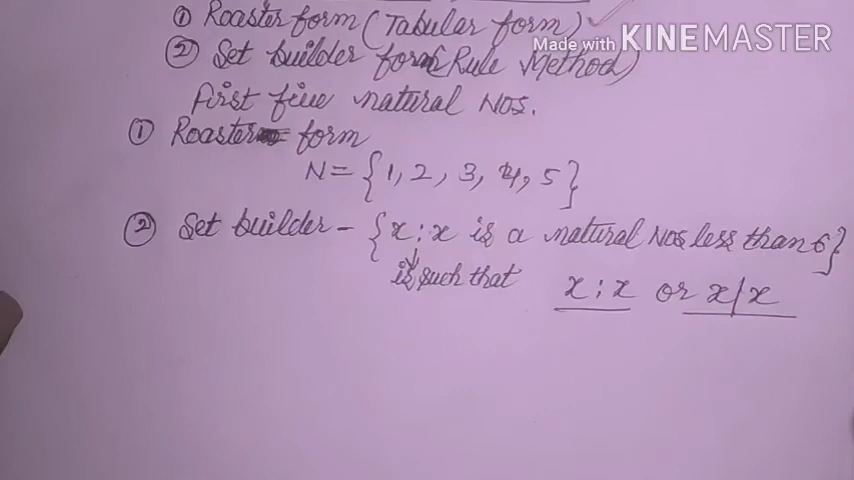 ① Roaster form (Tabular form) ✓
Made with KINEMASTER
② Set builder form (Rule Method)
First five natural NOS.
① Roaster form
N = {1, 2, 3, 4, 5}
② Set builder - {x : x is a natural NOS less than 6}
is such that
x : x or x/x